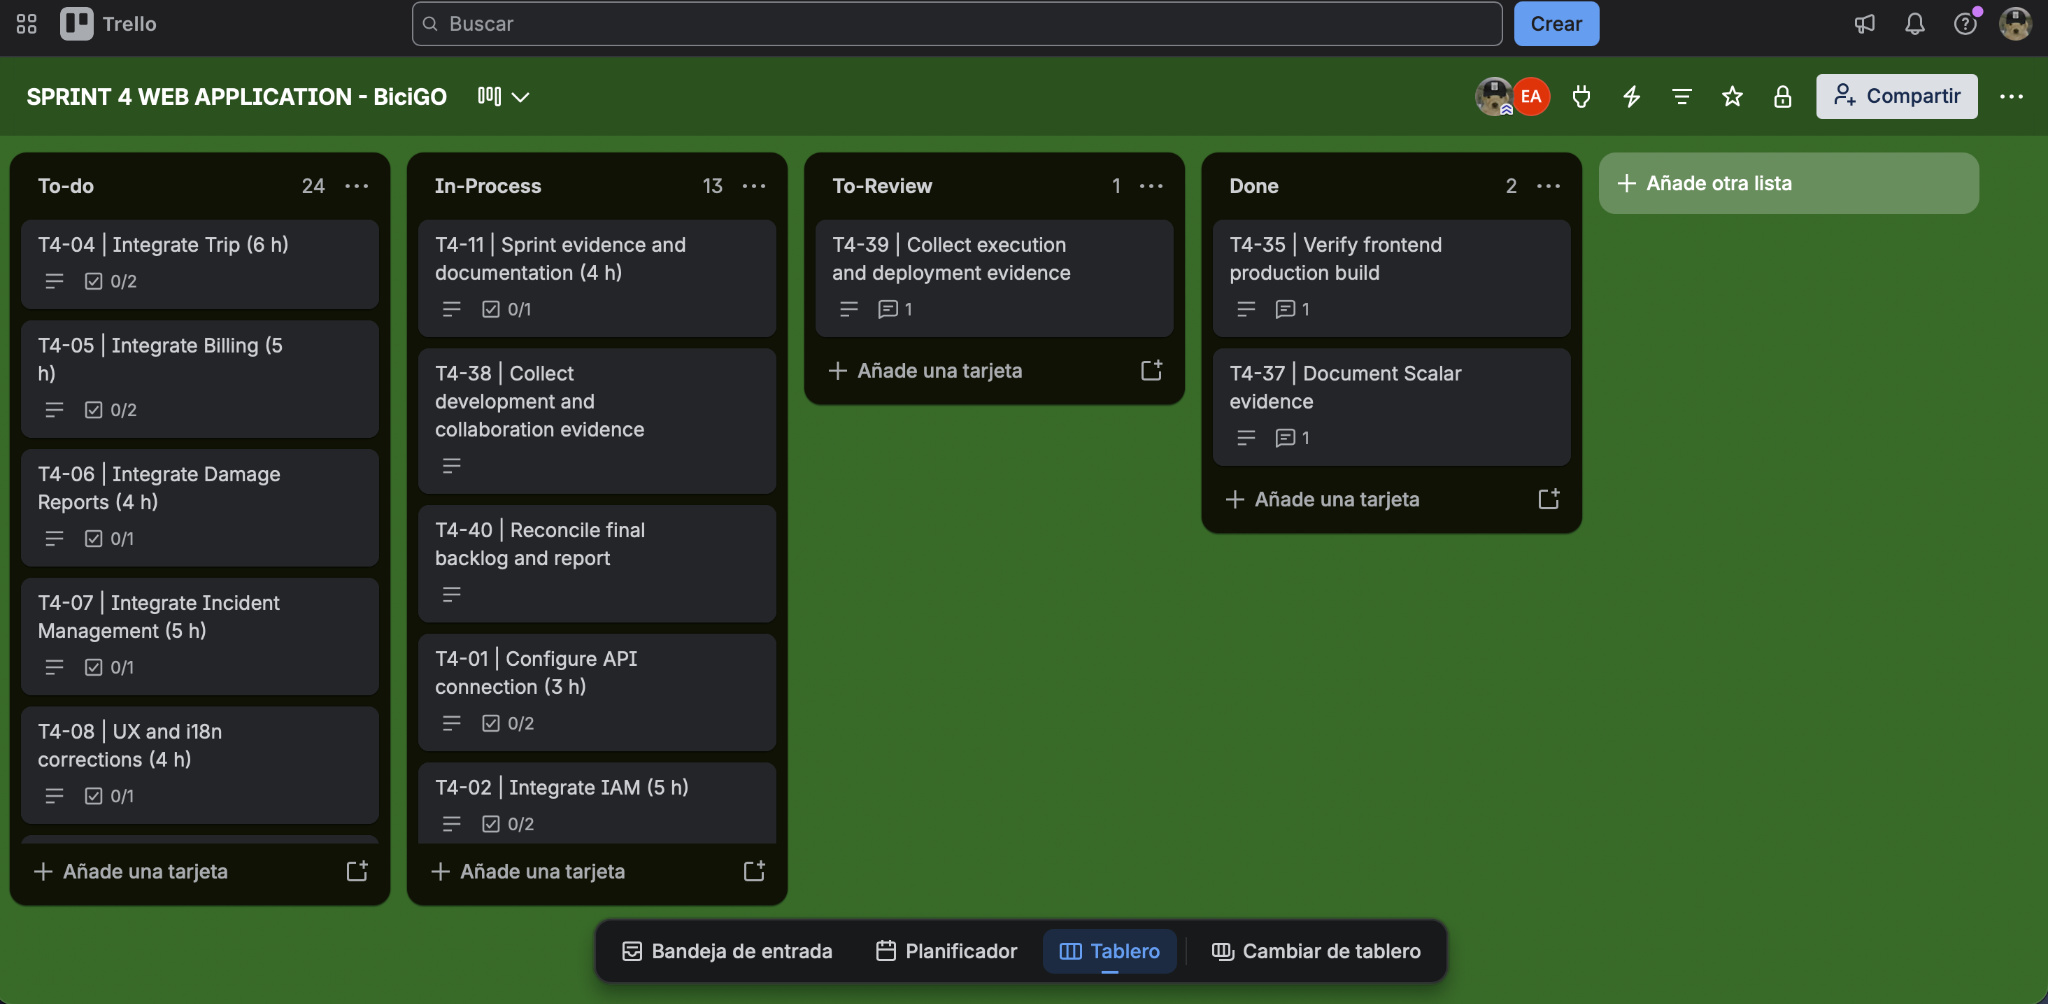 Trello
Buscar
Crear
SPRINT 4 WEB APPLICATION - BiciGO
EA
Compartir
To-do
24
T4-04 | Integrate Trip (6 h)
0/2
T4-05 | Integrate Billing (5
h)
0/2
T4-06 | Integrate Damage
Reports (4 h)
0/1
T4-07 | Integrate Incident
Management (5 h)
0/1
T4-08 | UX and i18n
corrections (4 h)
0/1
Añade una tarjeta
In-Process
13
T4-11 | Sprint evidence and
documentation (4 h)
0/1
T4-38 | Collect
development and
collaboration evidence
T4-40 | Reconcile final
backlog and report
T4-01 | Configure API
connection (3 h)
0/2
T4-02 | Integrate IAM (5 h)
0/2
Añade una tarjeta
To-Review
1
T4-39 | Collect execution
and deployment evidence
1
Añade una tarjeta
Done
2
T4-35 | Verify frontend
production build
1
T4-37 | Document Scalar
evidence
1
Añade una tarjeta
Añade otra lista
Bandeja de entrada
Planificador
Tablero
Cambiar de tablero